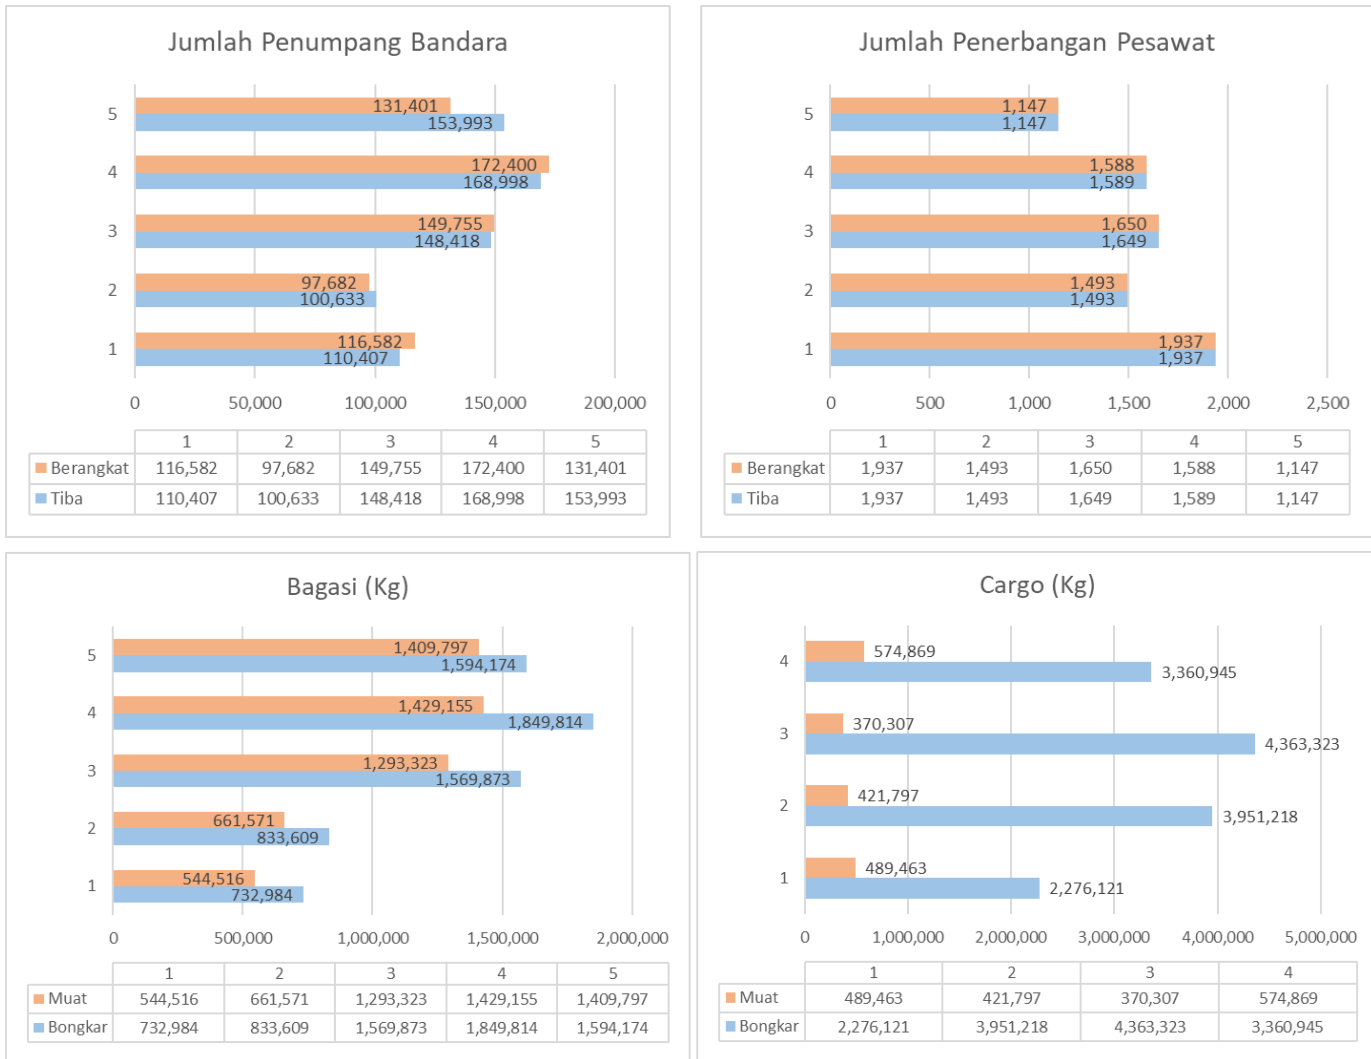 Jumlah Penumpang Bandara
5
131,401
153,993
4
172,400
168,998
3
149,755
148,418
2
97,682
100,633
1
116,582
110,407
0 50,000 100,000 150,000 200,000
1 2 3 4 5
Berangkat 116,582 97,682 149,755 172,400 131,401
Tiba 110,407 100,633 148,418 168,998 153,993
Jumlah Penerbangan Pesawat
5
1,147
1,147
4
1,588
1,589
3
1,650
1,649
2
1,493
1,493
1
1,937
1,937
0 500 1,000 1,500 2,000 2,500
1 2 3 4 5
Berangkat 1,937 1,493 1,650 1,588 1,147
Tiba 1,937 1,493 1,649 1,589 1,147
Bagasi (Kg)
5
1,409,797
1,594,174
4
1,429,155
1,849,814
3
1,293,323
1,569,873
2
661,571
833,609
1
544,516
732,984
0 500,000 1,000,000 1,500,000 2,000,000
1 2 3 4 5
Muat 544,516 661,571 1,293,323 1,429,155 1,409,797
Bongkar 732,984 833,609 1,569,873 1,849,814 1,594,174
Cargo (Kg)
4
574,869
3,360,945
3
370,307
4,363,323
2
421,797
3,951,218
1
489,463
2,276,121
0 1,000,000 2,000,000 3,000,000 4,000,000 5,000,000
1 2 3 4
Muat 489,463 421,797 370,307 574,869
Bongkar 2,276,121 3,951,218 4,363,323 3,360,945